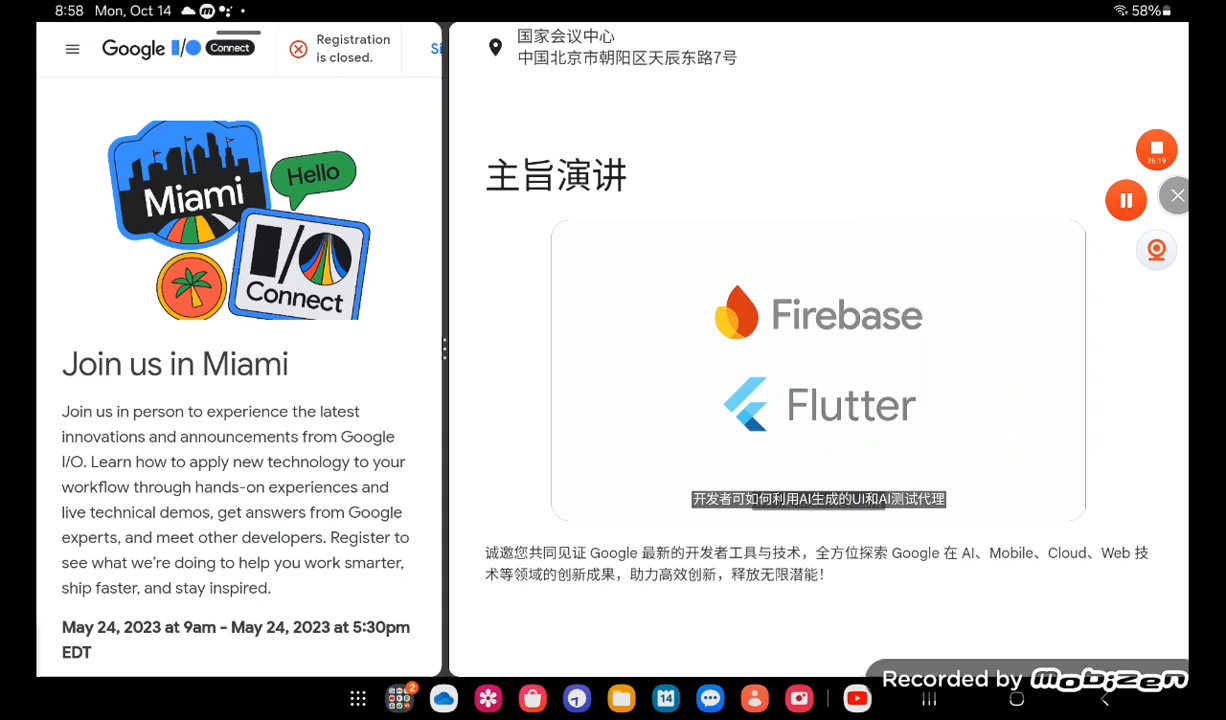 8:58 Mon, Oct 14
58%
Google I/O Connect
Registration
is closed.
Si
Miami
Hello
I/O
Connect
Join us in Miami
Join us in person to experience the latest
innovations and announcements from Google
I/O. Learn how to apply new technology to your
workflow through hands-on experiences and
live technical demos, get answers from Google
experts, and meet other developers. Register to
see what we're doing to help you work smarter,
ship faster, and stay inspired.
May 24, 2023 at 9am - May 24, 2023 at 5:30pm
EDT
国家会议中心
中国北京市朝阳区天辰东路7号
主旨演讲
Firebase
Flutter
开发者可如何利用AI生成的UI和AI测试代理
诚邀您共同见证 Google 最新的开发者工具与技术，全方位探索 Google 在 AI、Mobile、Cloud、Web 技
术等领域的创新成果，助力高效创新，释放无限潜能！
26:19
2
14
Recorded by mobizen